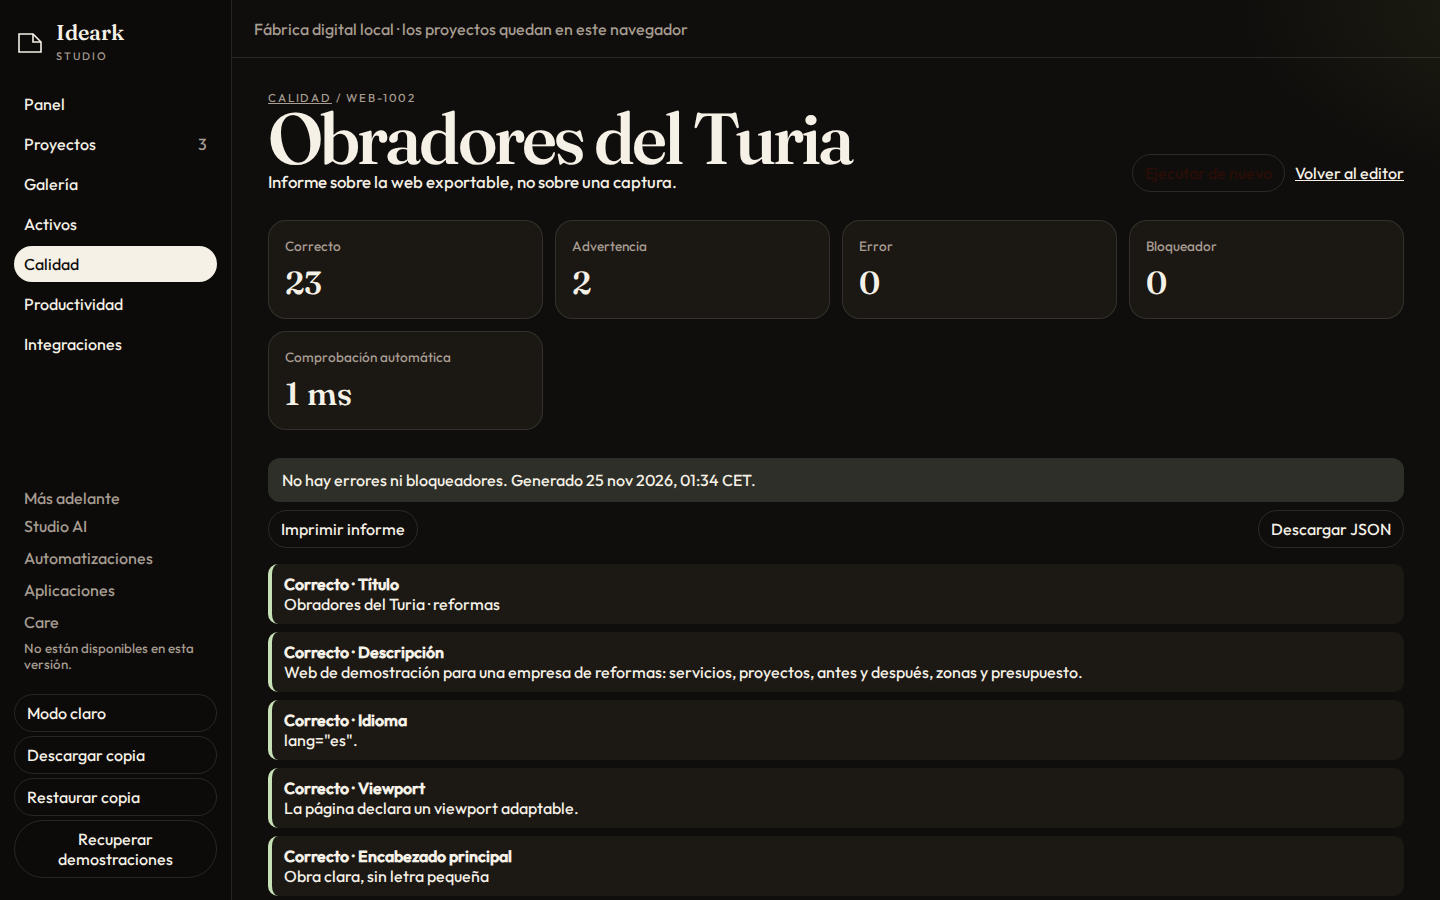 Ideark
STUDIO
Panel
Proyectos 3
Galería
Activos
Calidad
Productividad
Integraciones
Más adelante
Studio AI
Automatizaciones
Aplicaciones
Care
No están disponibles en esta
versión.
Modo claro
Descargar copia
Restaurar copia
Recuperar
demostraciones
Fábrica digital local · los proyectos quedan en este navegador
CALIDAD / WEB-1002
Obradores del Turia
Informe sobre la web exportable, no sobre una captura.
Ejecutar de nuevo
Volver al editor
Correcto
23
Advertencia
2
Error
0
Bloqueador
0
Comprobación automática
1 ms
No hay errores ni bloqueadores. Generado 25 nov 2026, 01:34 CET.
Imprimir informe
Descargar JSON
Correcto · Título
Obradores del Turia · reformas
Correcto · Descripción
Web de demostración para una empresa de reformas: servicios, proyectos, antes y después, zonas y presupuesto.
Correcto · Idioma
lang="es".
Correcto · Viewport
La página declara un viewport adaptable.
Correcto · Encabezado principal
Obra clara, sin letra pequeña